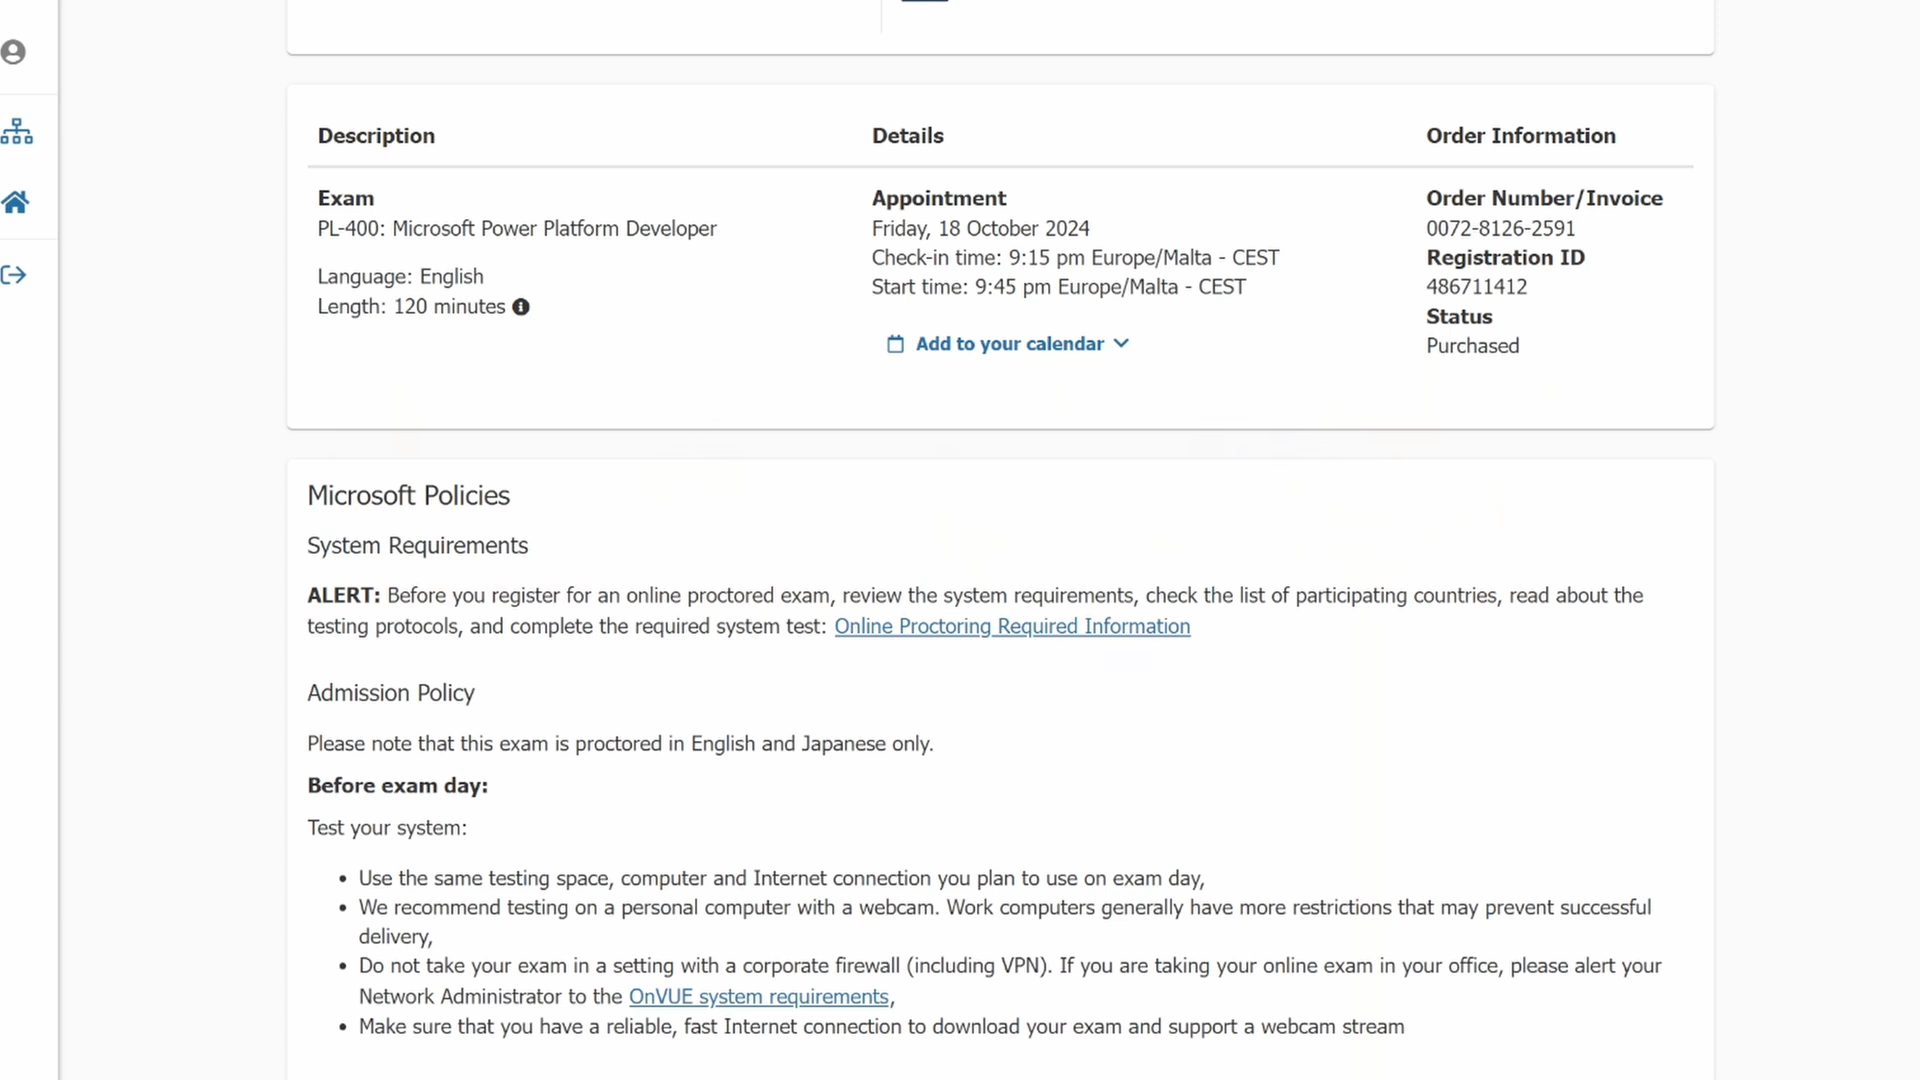 Description
Details
Order Information
Exam
PL-400: Microsoft Power Platform Developer
Language: English
Length: 120 minutes
Appointment
Friday, 18 October 2024
Check-in time: 9:15 pm Europe/Malta - CEST
Start time: 9:45 pm Europe/Malta - CEST
Add to your calendar
Order Number/Invoice
0072-8126-2591
Registration ID
486711412
Status
Purchased
Microsoft Policies
System Requirements
ALERT: Before you register for an online proctored exam, review the system requirements, check the list of participating countries, read about the
testing protocols, and complete the required system test: Online Proctoring Required Information
Admission Policy
Please note that this exam is proctored in English and Japanese only.
Before exam day:
Test your system:
• Use the same testing space, computer and Internet connection you plan to use on exam day,
• We recommend testing on a personal computer with a webcam. Work computers generally have more restrictions that may prevent successful
delivery,
• Do not take your exam in a setting with a corporate firewall (including VPN). If you are taking your online exam in your office, please alert your
Network Administrator to the OnVUE system requirements,
• Make sure that you have a reliable, fast Internet connection to download your exam and support a webcam stream